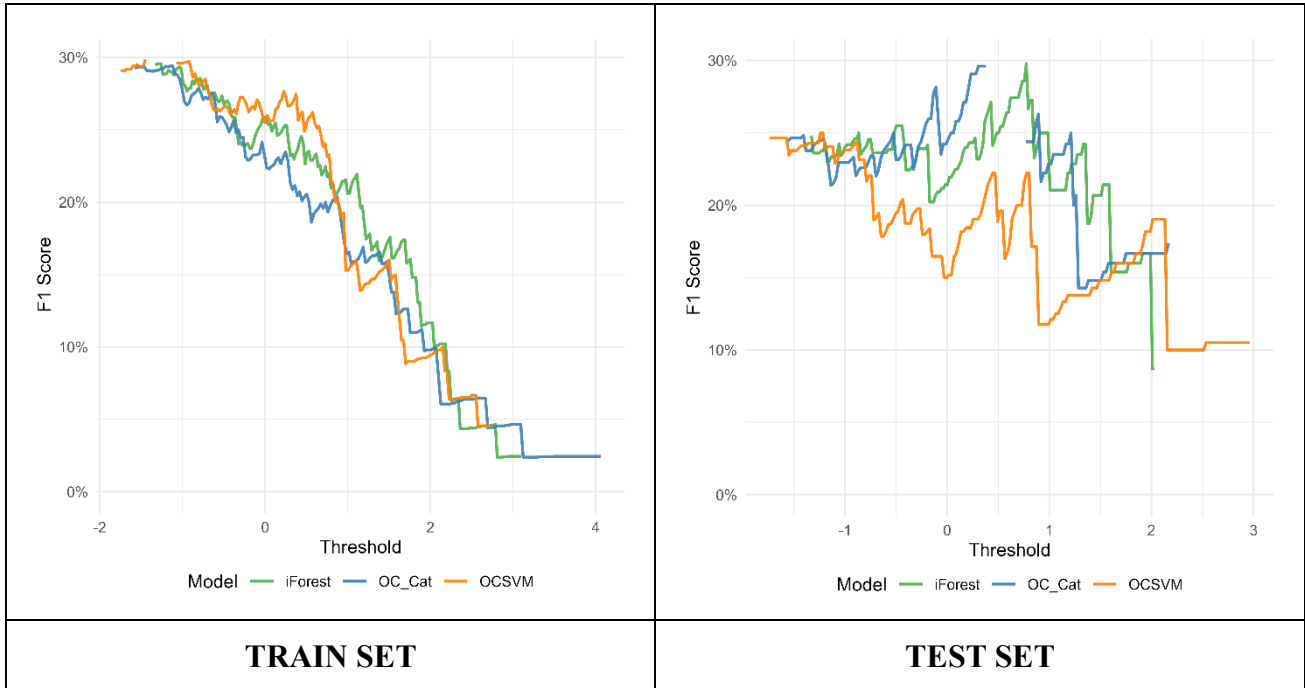 30%
20%
10%
0%
F1 Score
-2
0
2
4
Threshold
Model iForest OC_Cat OCSVM
30%
20%
10%
0%
F1 Score
-1
0
1
2
3
Threshold
Model iForest OC_Cat OCSVM
TRAIN SET
TEST SET